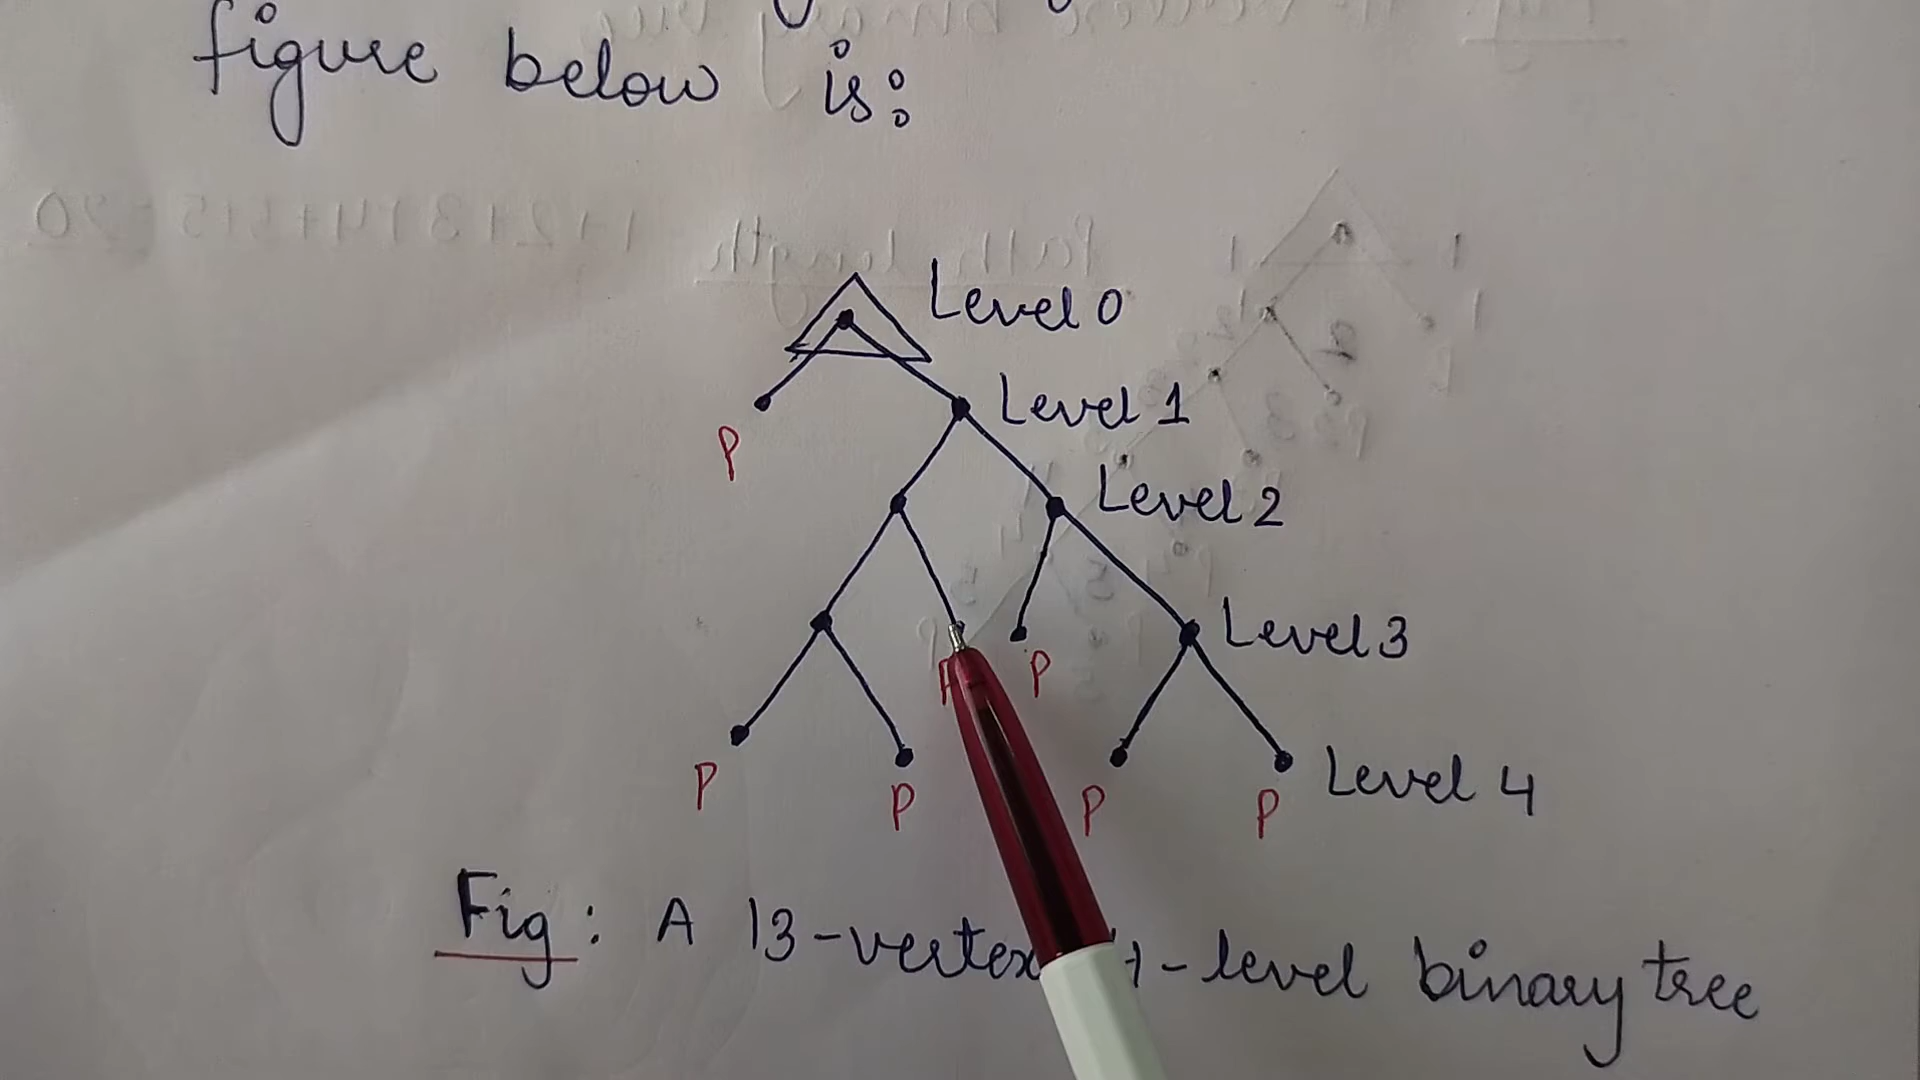 figure below is:
Level 0
Level 1
P
Level 2
Level 3
P P
P P P P Level 4
Fig: A 13-vertex, 4-level binary tree